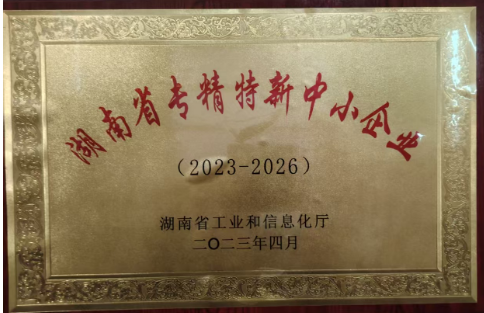 湖南省专精特新中小企业
(2023-2026)
湖南省工业和信息化厅
二〇二三年四月